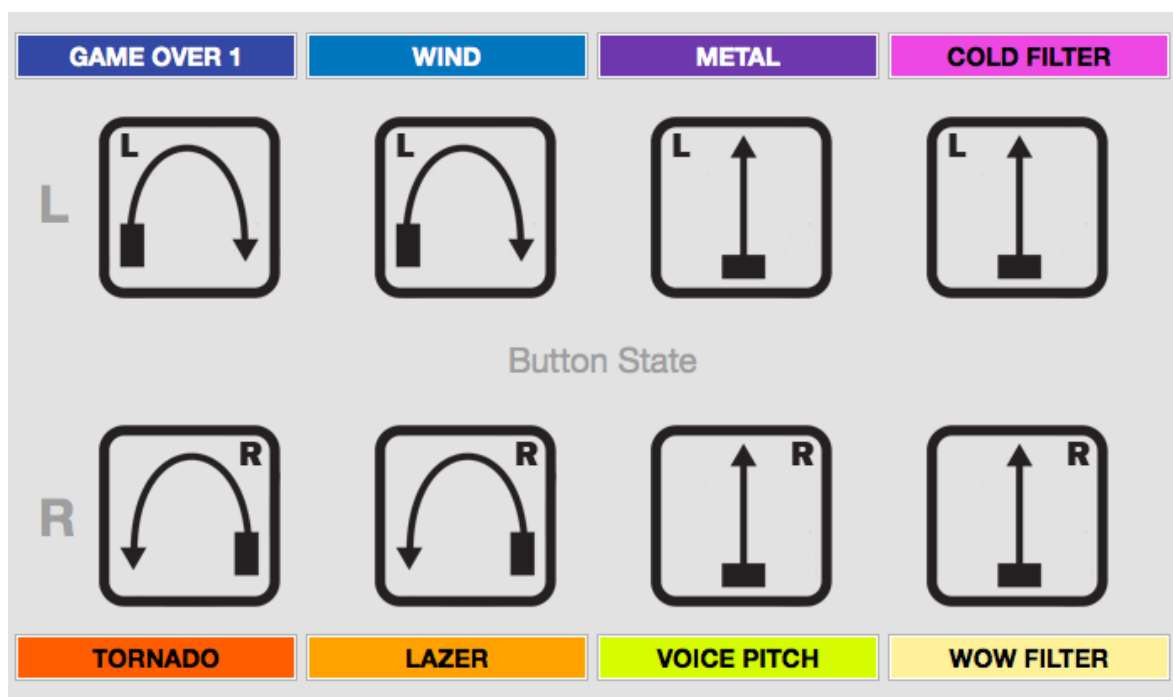 GAME OVER 1 WIND METAL COLD FILTER
L L L L L
Button State
R R R R R
TORNADO LAZER VOICE PITCH WOW FILTER